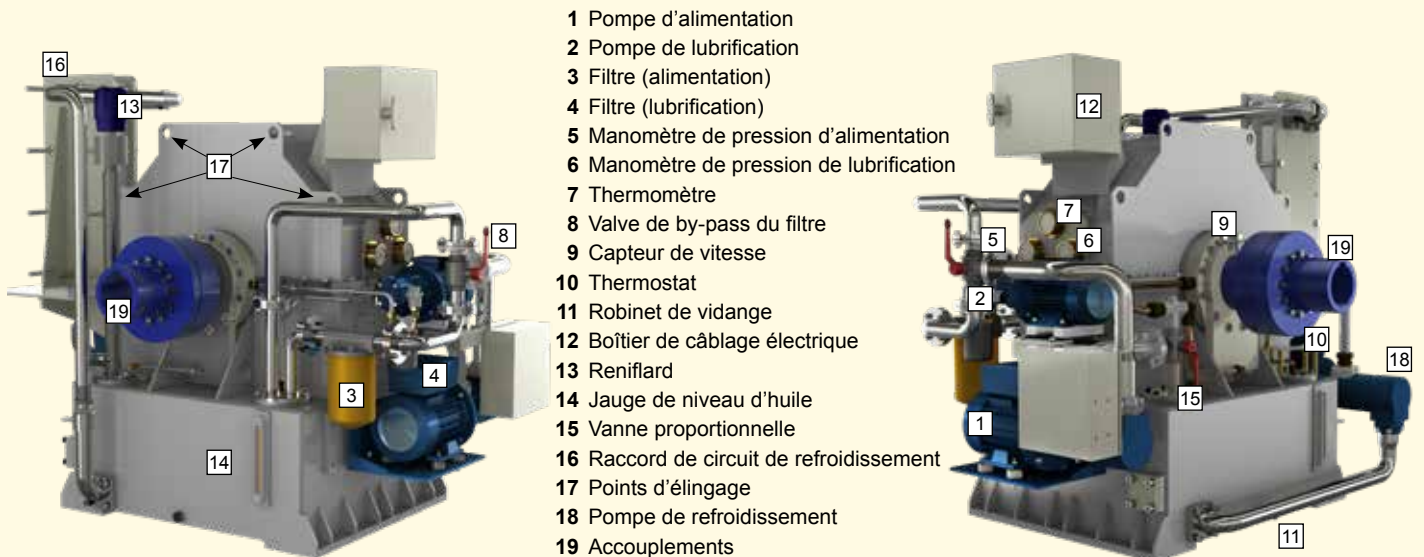 1 Pompe d'alimentation
2 Pompe de lubrification
3 Filtre (alimentation)
4 Filtre (lubrification)
5 Manomètre de pression d'alimentation
6 Manomètre de pression de lubrification
7 Thermomètre
8 Valve de by-pass du filtre
9 Capteur de vitesse
10 Thermostat
11 Robinet de vidange
12 Boîtier de câblage électrique
13 Reniflard
14 Jauge de niveau d'huile
15 Vanne proportionnelle
16 Raccord de circuit de refroidissement
17 Points d'élingage
18 Pompe de refroidissement
19 Accouplements
16
13
17
8
19
3
4
14
12
7
5
6
9
19
2
10
18
15
1
11